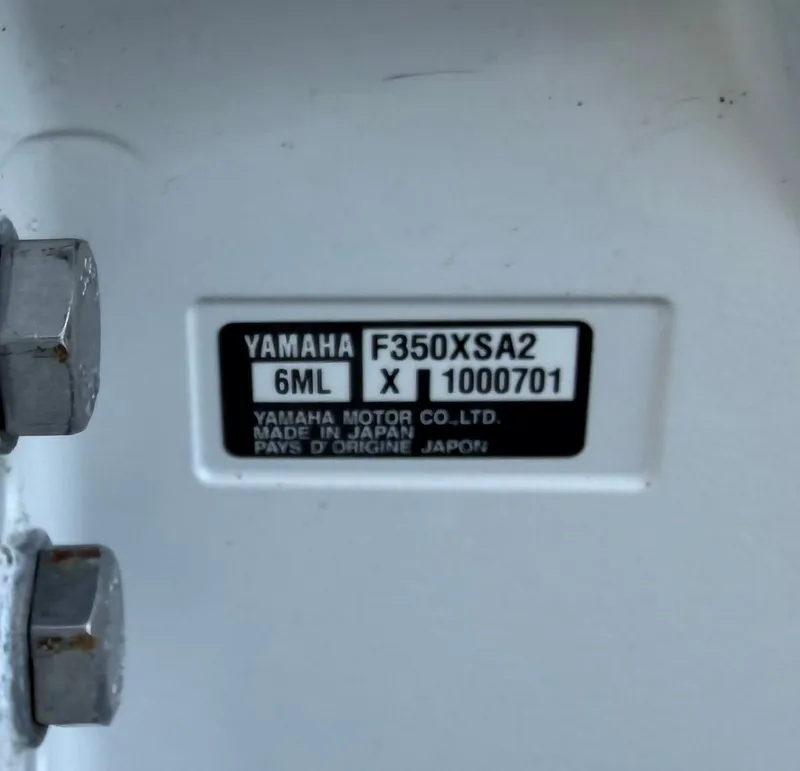 YAMAHA F350XSA2
6ML X 1000701
YAMAHA MOTOR CO.,LTD.
MADE IN JAPAN
PAYS D'ORIGINE JAPON